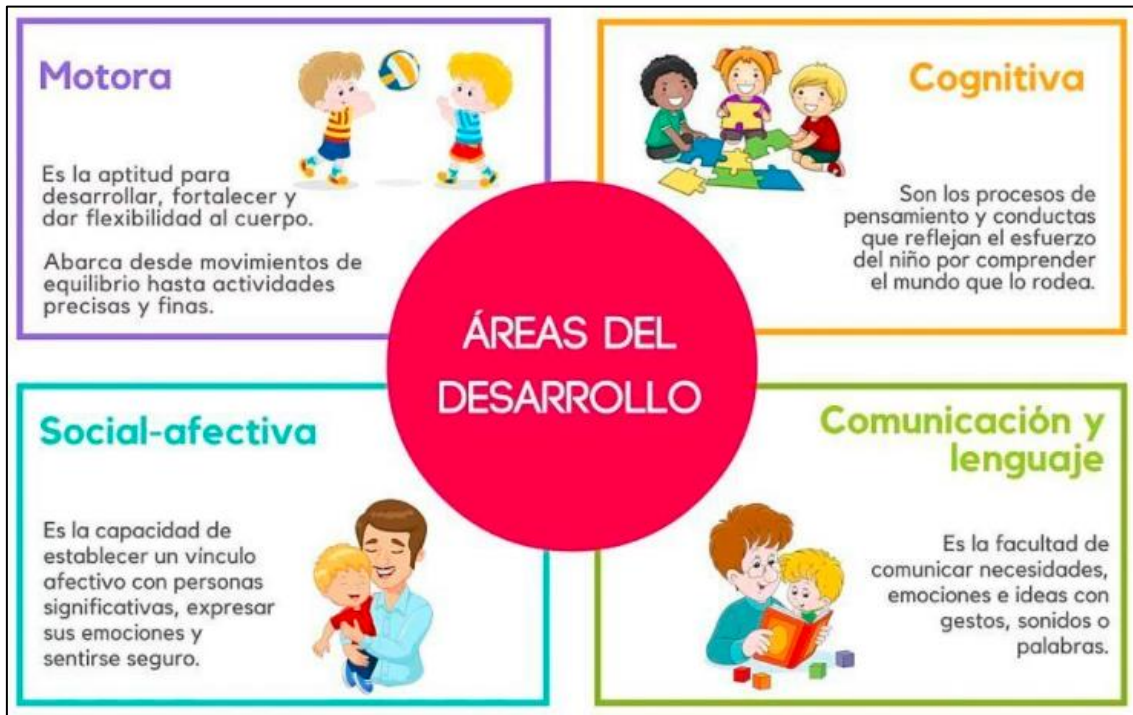 Motora
Es la aptitud para
desarrollar, fortalecer y
dar flexibilidad al cuerpo.
Abarca desde movimientos de
equilibrio hasta actividades
precisas y finas.
Cognitiva
Son los procesos de
pensamiento y conductas
que reflejan el esfuerzo
del niño por comprender
el mundo que lo rodea.
ÁREAS DEL
DESARROLLO
Social-afectiva
Es la capacidad de
establecer un vínculo
afectivo con personas
significativas, expresar
sus emociones y
sentirse seguro.
Comunicación y
lenguaje
Es la facultad de
comunicar necesidades,
emociones e ideas con
gestos, sonidos o
palabras.